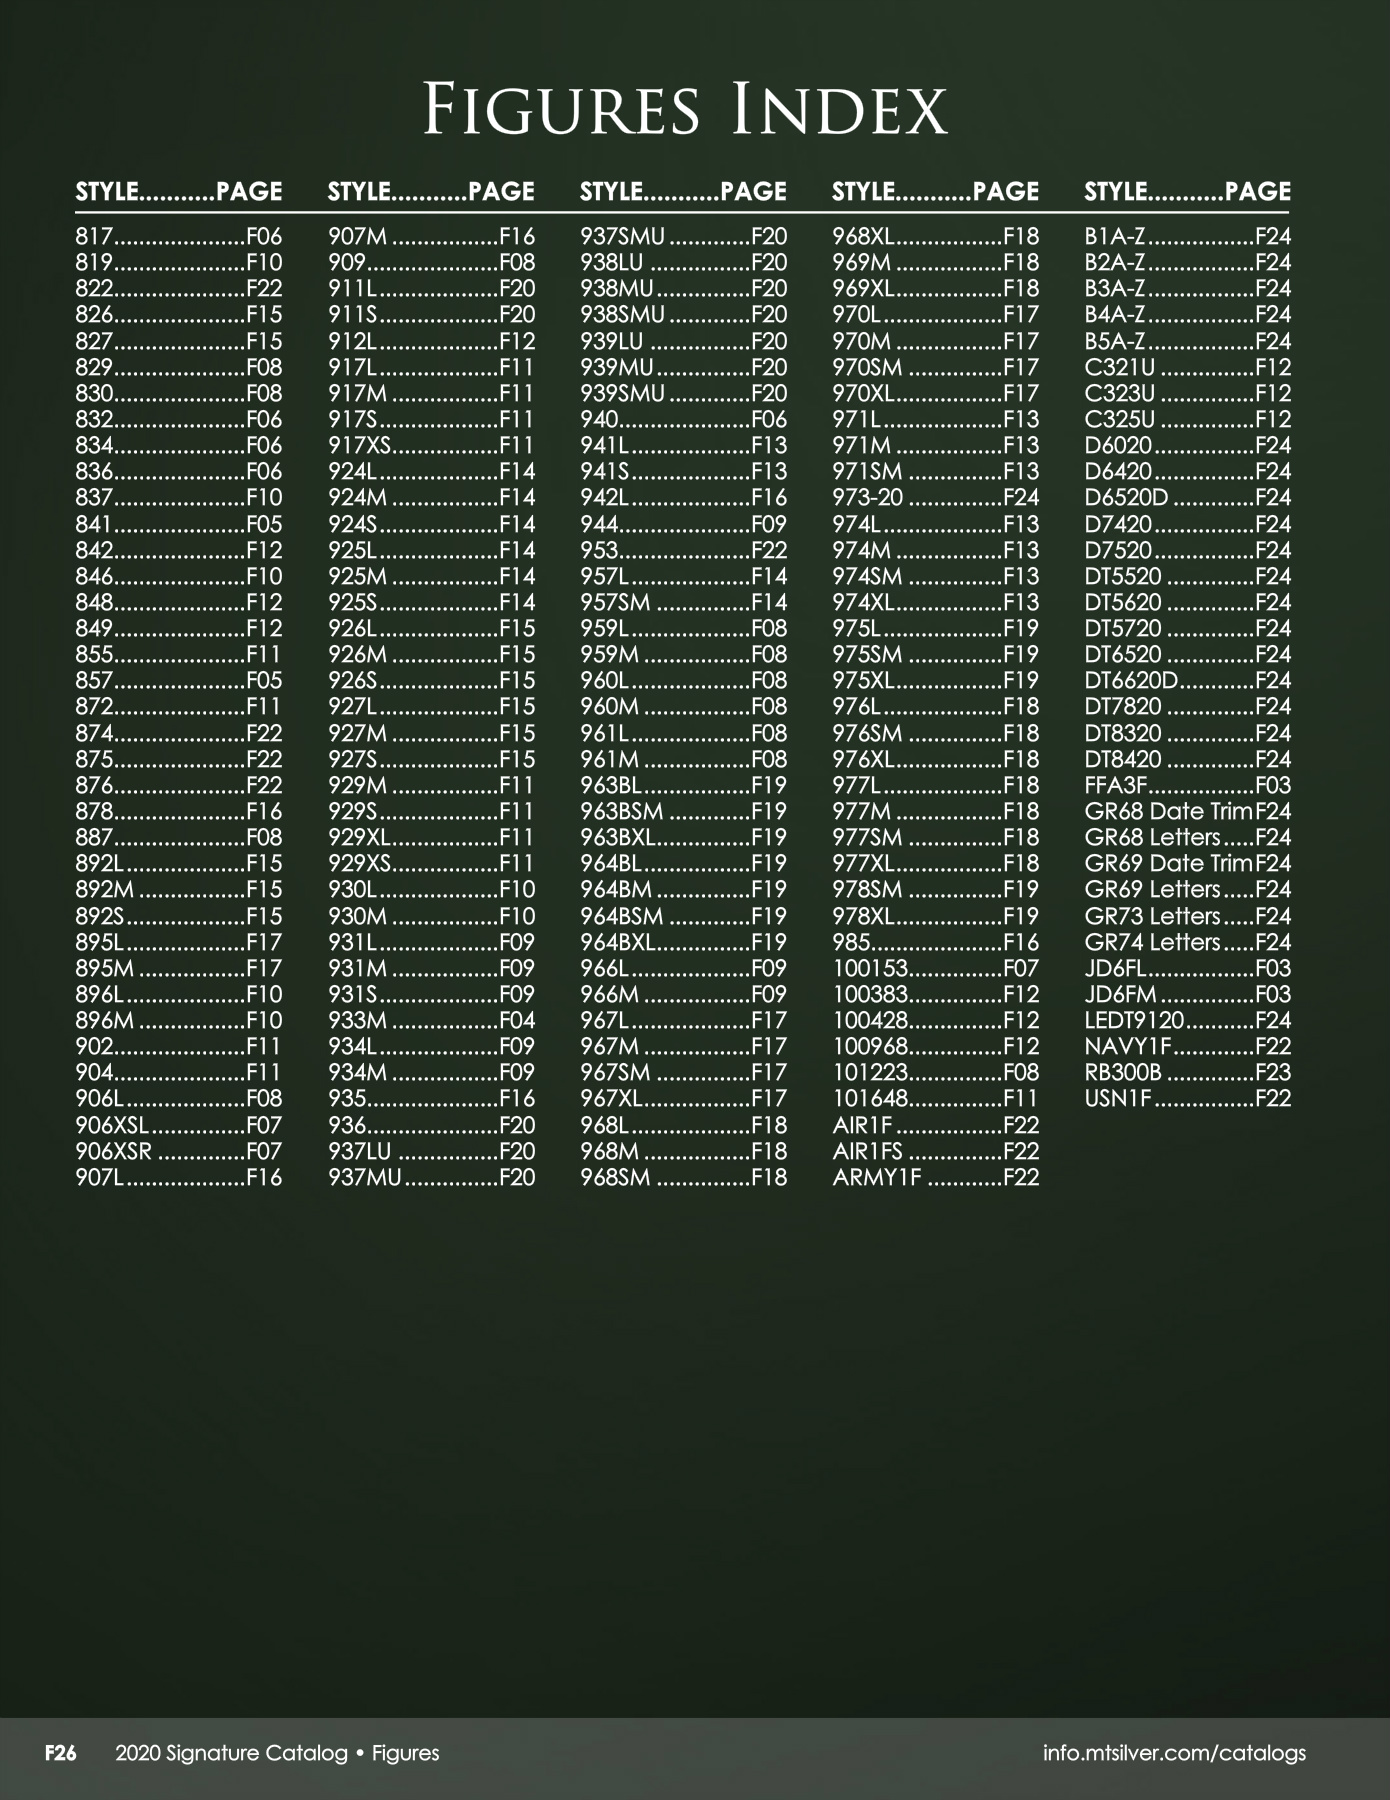 FIGURES INDEX
STYLE...........PAGE
817.....................F06
819.....................F10
822.....................F22
826.....................F15
827.....................F15
829.....................F08
830.....................F08
832.....................F06
834.....................F06
836.....................F06
837.....................F10
841.....................F05
842.....................F12
846.....................F10
848.....................F12
849.....................F12
855.....................F11
857.....................F05
872.....................F11
874.....................F22
875.....................F22
876.....................F22
878.....................F16
887.....................F08
892L...................F15
892M .................F15
892S...................F15
895L...................F17
895M .................F17
896L...................F10
896M .................F10
902.....................F11
904.....................F11
906L...................F08
906XSL...............F07
906XSR ..............F07
907L...................F16
STYLE...........PAGE
907M .................F16
909.....................F08
911L...................F20
911S...................F20
912L...................F12
917L...................F11
917M .................F11
917S...................F11
917XS.................F11
924L...................F14
924M .................F14
924S...................F14
925L...................F14
925M .................F14
925S...................F14
926L...................F15
926M .................F15
926S...................F15
927L...................F15
927M .................F15
927S...................F15
929M .................F11
929S...................F11
929XL.................F11
929XS.................F11
930L...................F10
930M .................F10
931L...................F09
931M .................F09
931S...................F09
933M .................F04
934L...................F09
934M .................F09
935.....................F16
936.....................F20
937LU ................F20
937MU...............F20
STYLE...........PAGE
937SMU .............F20
938LU ................F20
938MU...............F20
938SMU .............F20
939LU ................F20
939MU...............F20
939SMU .............F20
940.....................F06
941L...................F13
941S...................F13
942L...................F16
944.....................F09
953.....................F22
957L...................F14
957SM ...............F14
959L...................F08
959M .................F08
960L...................F08
960M .................F08
961L...................F08
961M .................F08
963BL.................F19
963BSM .............F19
963BXL...............F19
964BL.................F19
964BM ...............F19
964BSM .............F19
964BXL...............F19
966L...................F09
966M .................F09
967L...................F17
967M .................F17
967SM ...............F17
967XL.................F17
968L...................F18
968M .................F18
968SM ...............F18
STYLE...........PAGE
968XL.................F18
969M .................F18
969XL.................F18
970L...................F17
970M .................F17
970SM ...............F17
970XL.................F17
971L...................F13
971M .................F13
971SM ...............F13
973-20 ...............F24
974L...................F13
974M .................F13
974SM ...............F13
974XL.................F13
975L...................F19
975SM ...............F19
975XL.................F19
976L...................F18
976SM ...............F18
976XL.................F18
977L...................F18
977M .................F18
977SM ...............F18
977XL.................F18
978SM ...............F19
978XL.................F19
985.....................F16
100153...............F07
100383...............F12
100428...............F12
100968...............F12
101223...............F08
101648...............F11
AIR1F .................F22
AIR1FS ...............F22
ARMY1F ............F22
STYLE...........PAGE
B1A-Z.................F24
B2A-Z.................F24
B3A-Z.................F24
B4A-Z.................F24
B5A-Z.................F24
C321U ...............F12
C323U ...............F12
C325U ...............F12
D6020................F24
D6420................F24
D6520D .............F24
D7420................F24
D7520................F24
DT5520 ..............F24
DT5620 ..............F24
DT5720 ..............F24
DT6520 ..............F24
DT6620D............F24
DT7820 ..............F24
DT8320 ..............F24
DT8420 ..............F24
FFA3F.................F03
GR68 Date TrimF24
GR68 Letters.....F24
GR69 Date TrimF24
GR69 Letters.....F24
GR73 Letters.....F24
GR74 Letters.....F24
JD6FL.................F03
JD6FM ...............F03
LEDT9120...........F24
NAVY1F.............F22
RB300B ..............F23
USN1F................F22
F26 2020 Signature Catalog • Figures
info.mtsilver.com/catalogs